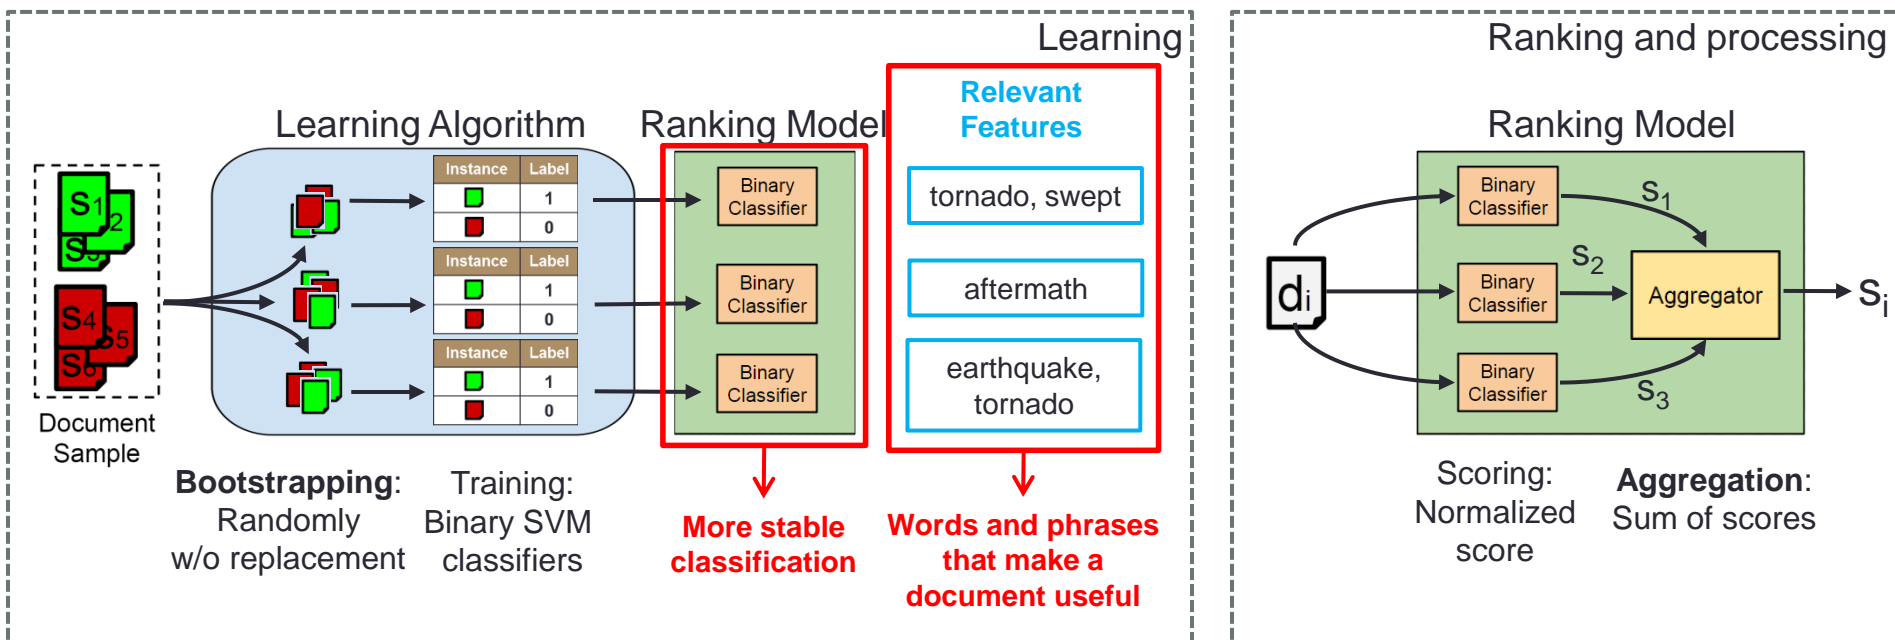 Learning
Learning Algorithm
Ranking Model
Relevant
Features
S1
2
S3
S4
S5
S6
Document
Sample
Instance Label
1
0
Instance Label
1
0
Instance Label
1
0
Binary
Classifier
Binary
Classifier
Binary
Classifier
tornado, swept
aftermath
earthquake,
tornado
Bootstrapping:
Randomly
w/o replacement
Training:
Binary SVM
classifiers
More stable
classification
Words and phrases
that make a
document useful
Ranking and processing
Ranking Model
di
Binary
Classifier
Binary
Classifier
Binary
Classifier
s1
s2
s3
Aggregator
si
Scoring:
Normalized
score
Aggregation:
Sum of scores